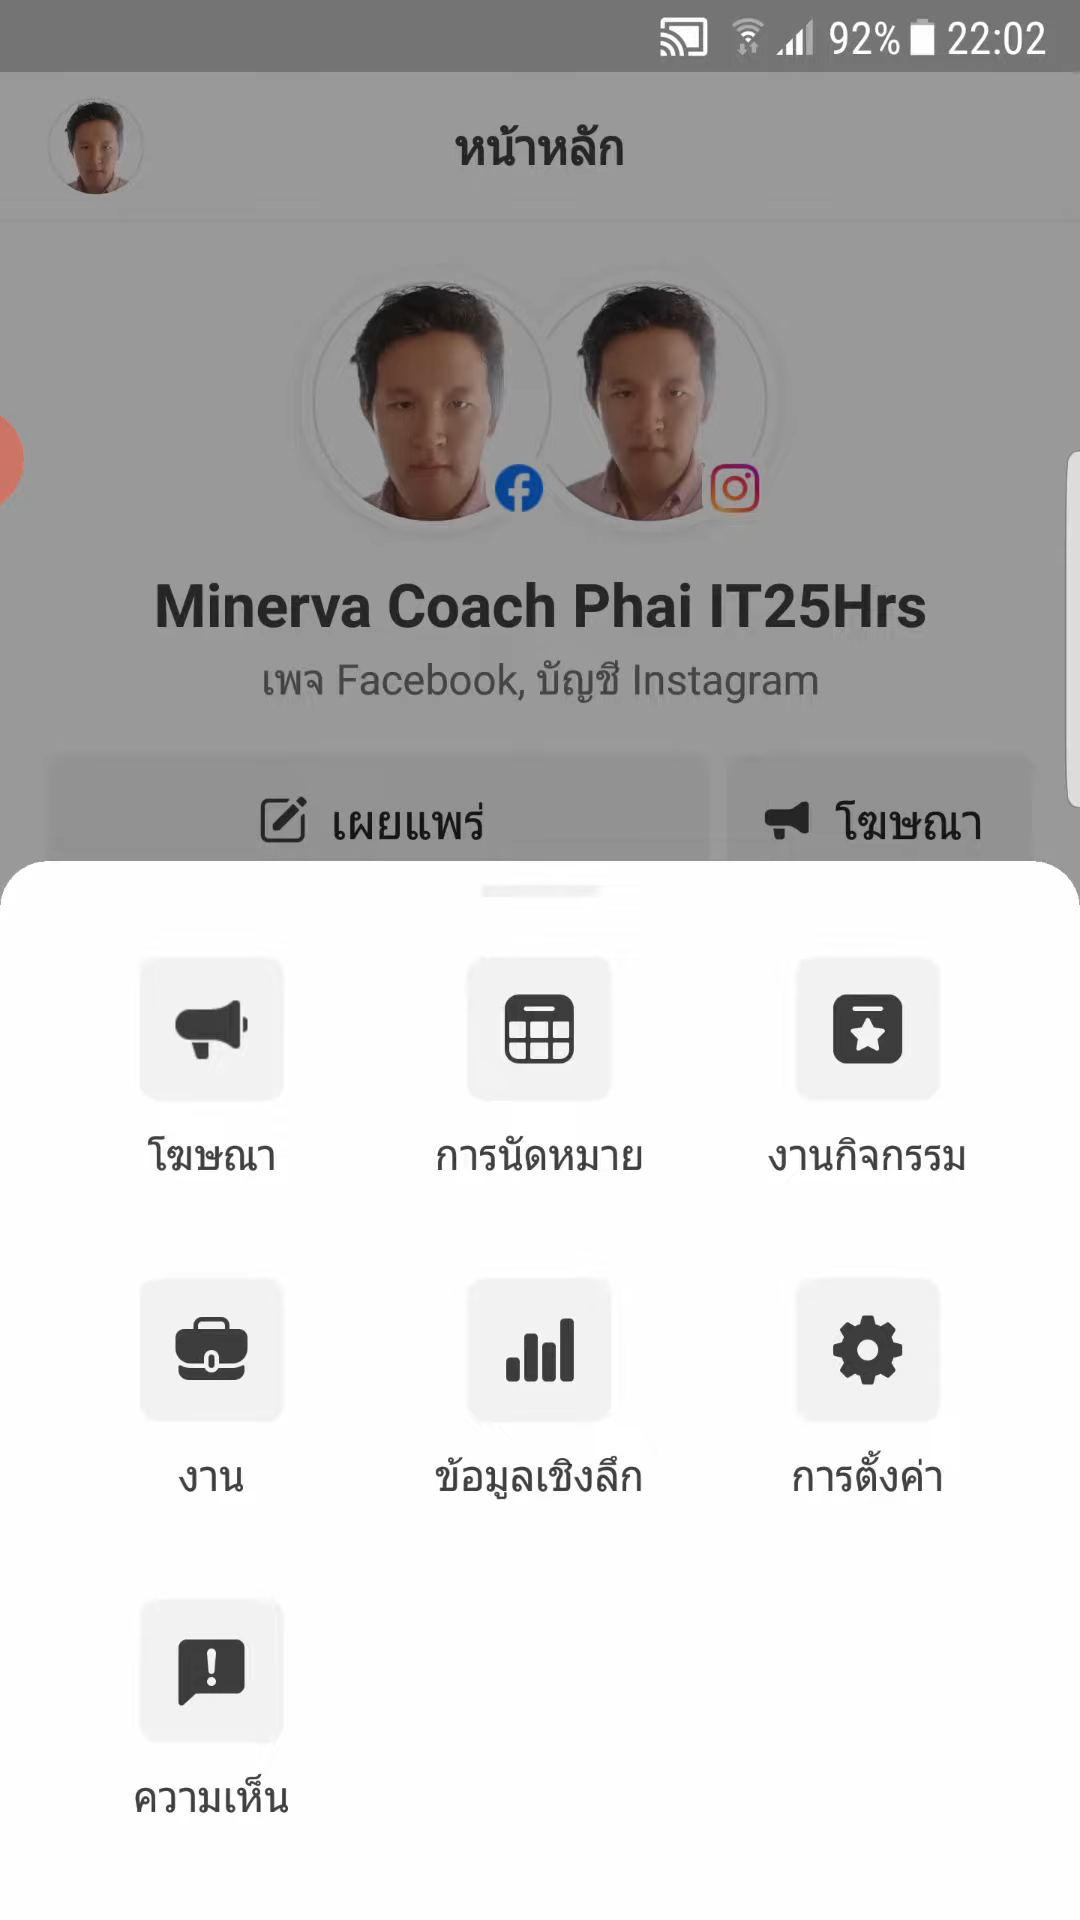 92% 22:02
หน้าหลัก
Minerva Coach Phai IT25Hrs
เพจ Facebook, บัญชี Instagram
เผยแพร่ โฆษณา
โฆษณา การนัดหมาย งานกิจกรรม
งาน ข้อมูลเชิงลึก การตั้งค่า
ความเห็น